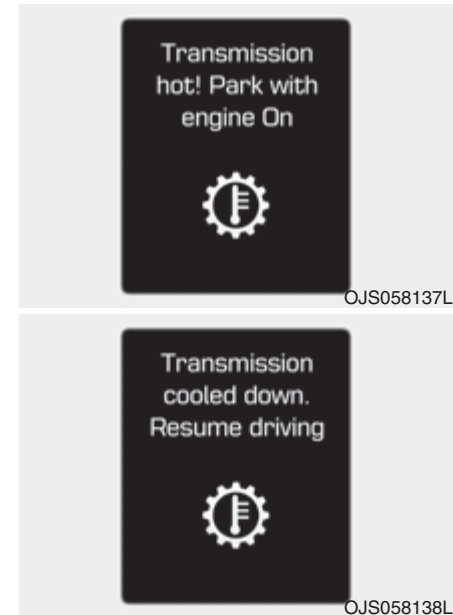 Transmission
hot! Park with
engine On
OJS058137L
Transmission
cooled down.
Resume driving
OJS058138L